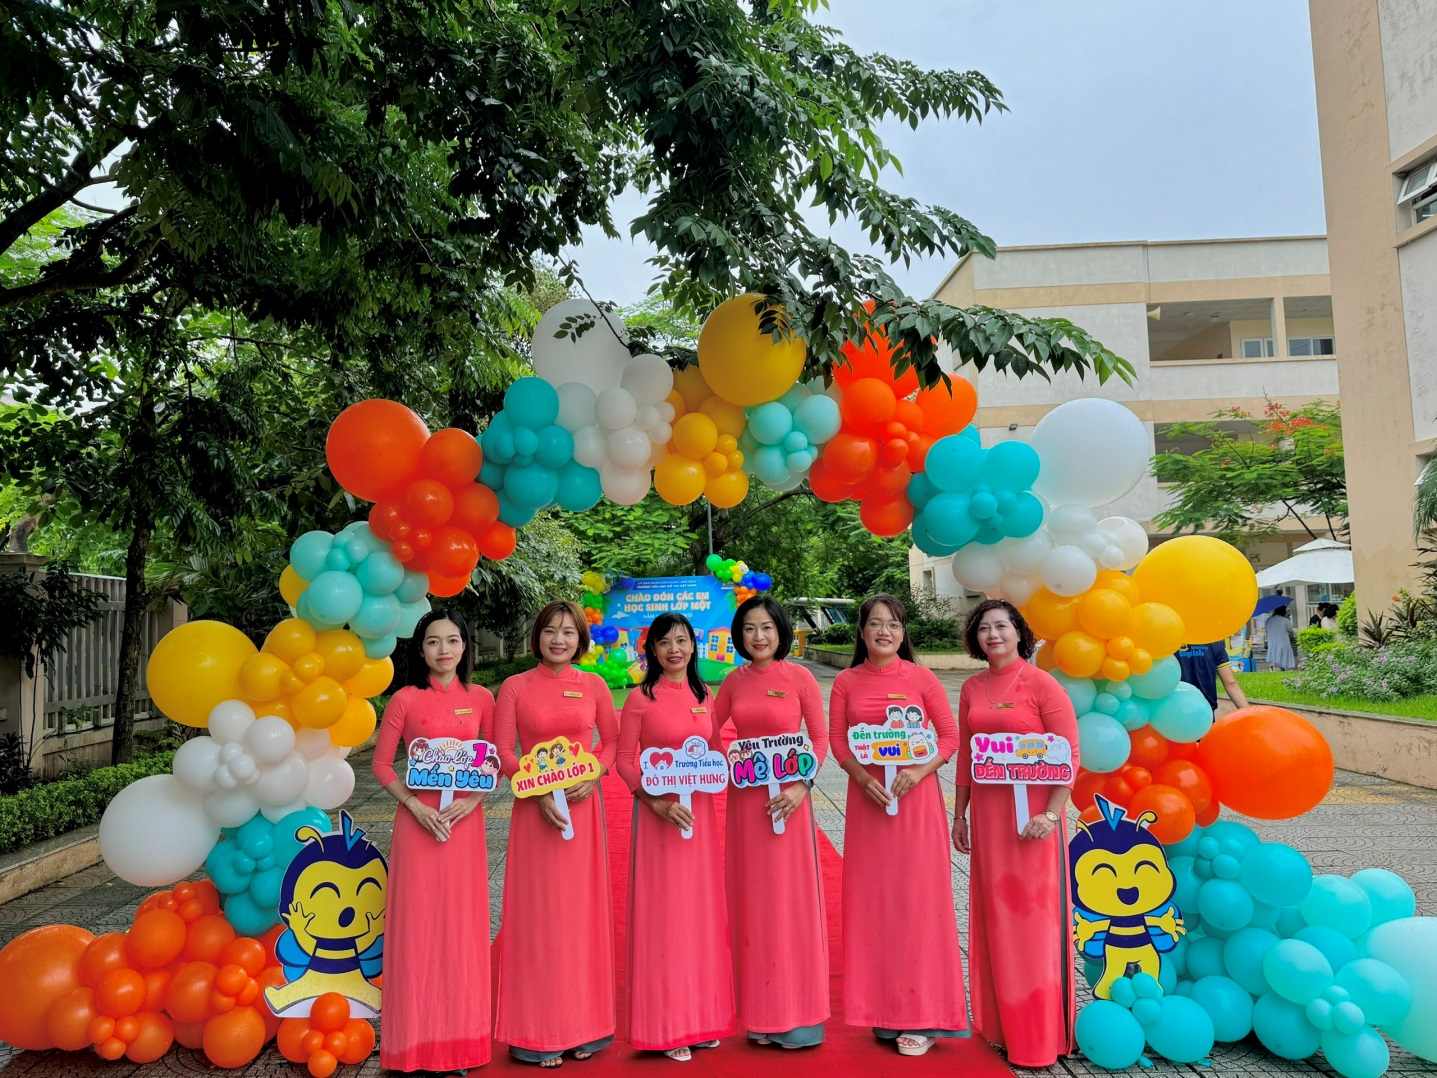 CHÀO ĐÓN CÁC EM
HỌC SINH LỚP MỘT
Chào lớp 1
Mến Yêu
XIN CHÀO LỚP 1
I
Trường Tiểu học
ĐÔ THỊ VIỆT HƯNG
Yêu Trường
Mê Lớp
Đến trường
THẬT LÀ vui
Vui
ĐẾN TRƯỜNG